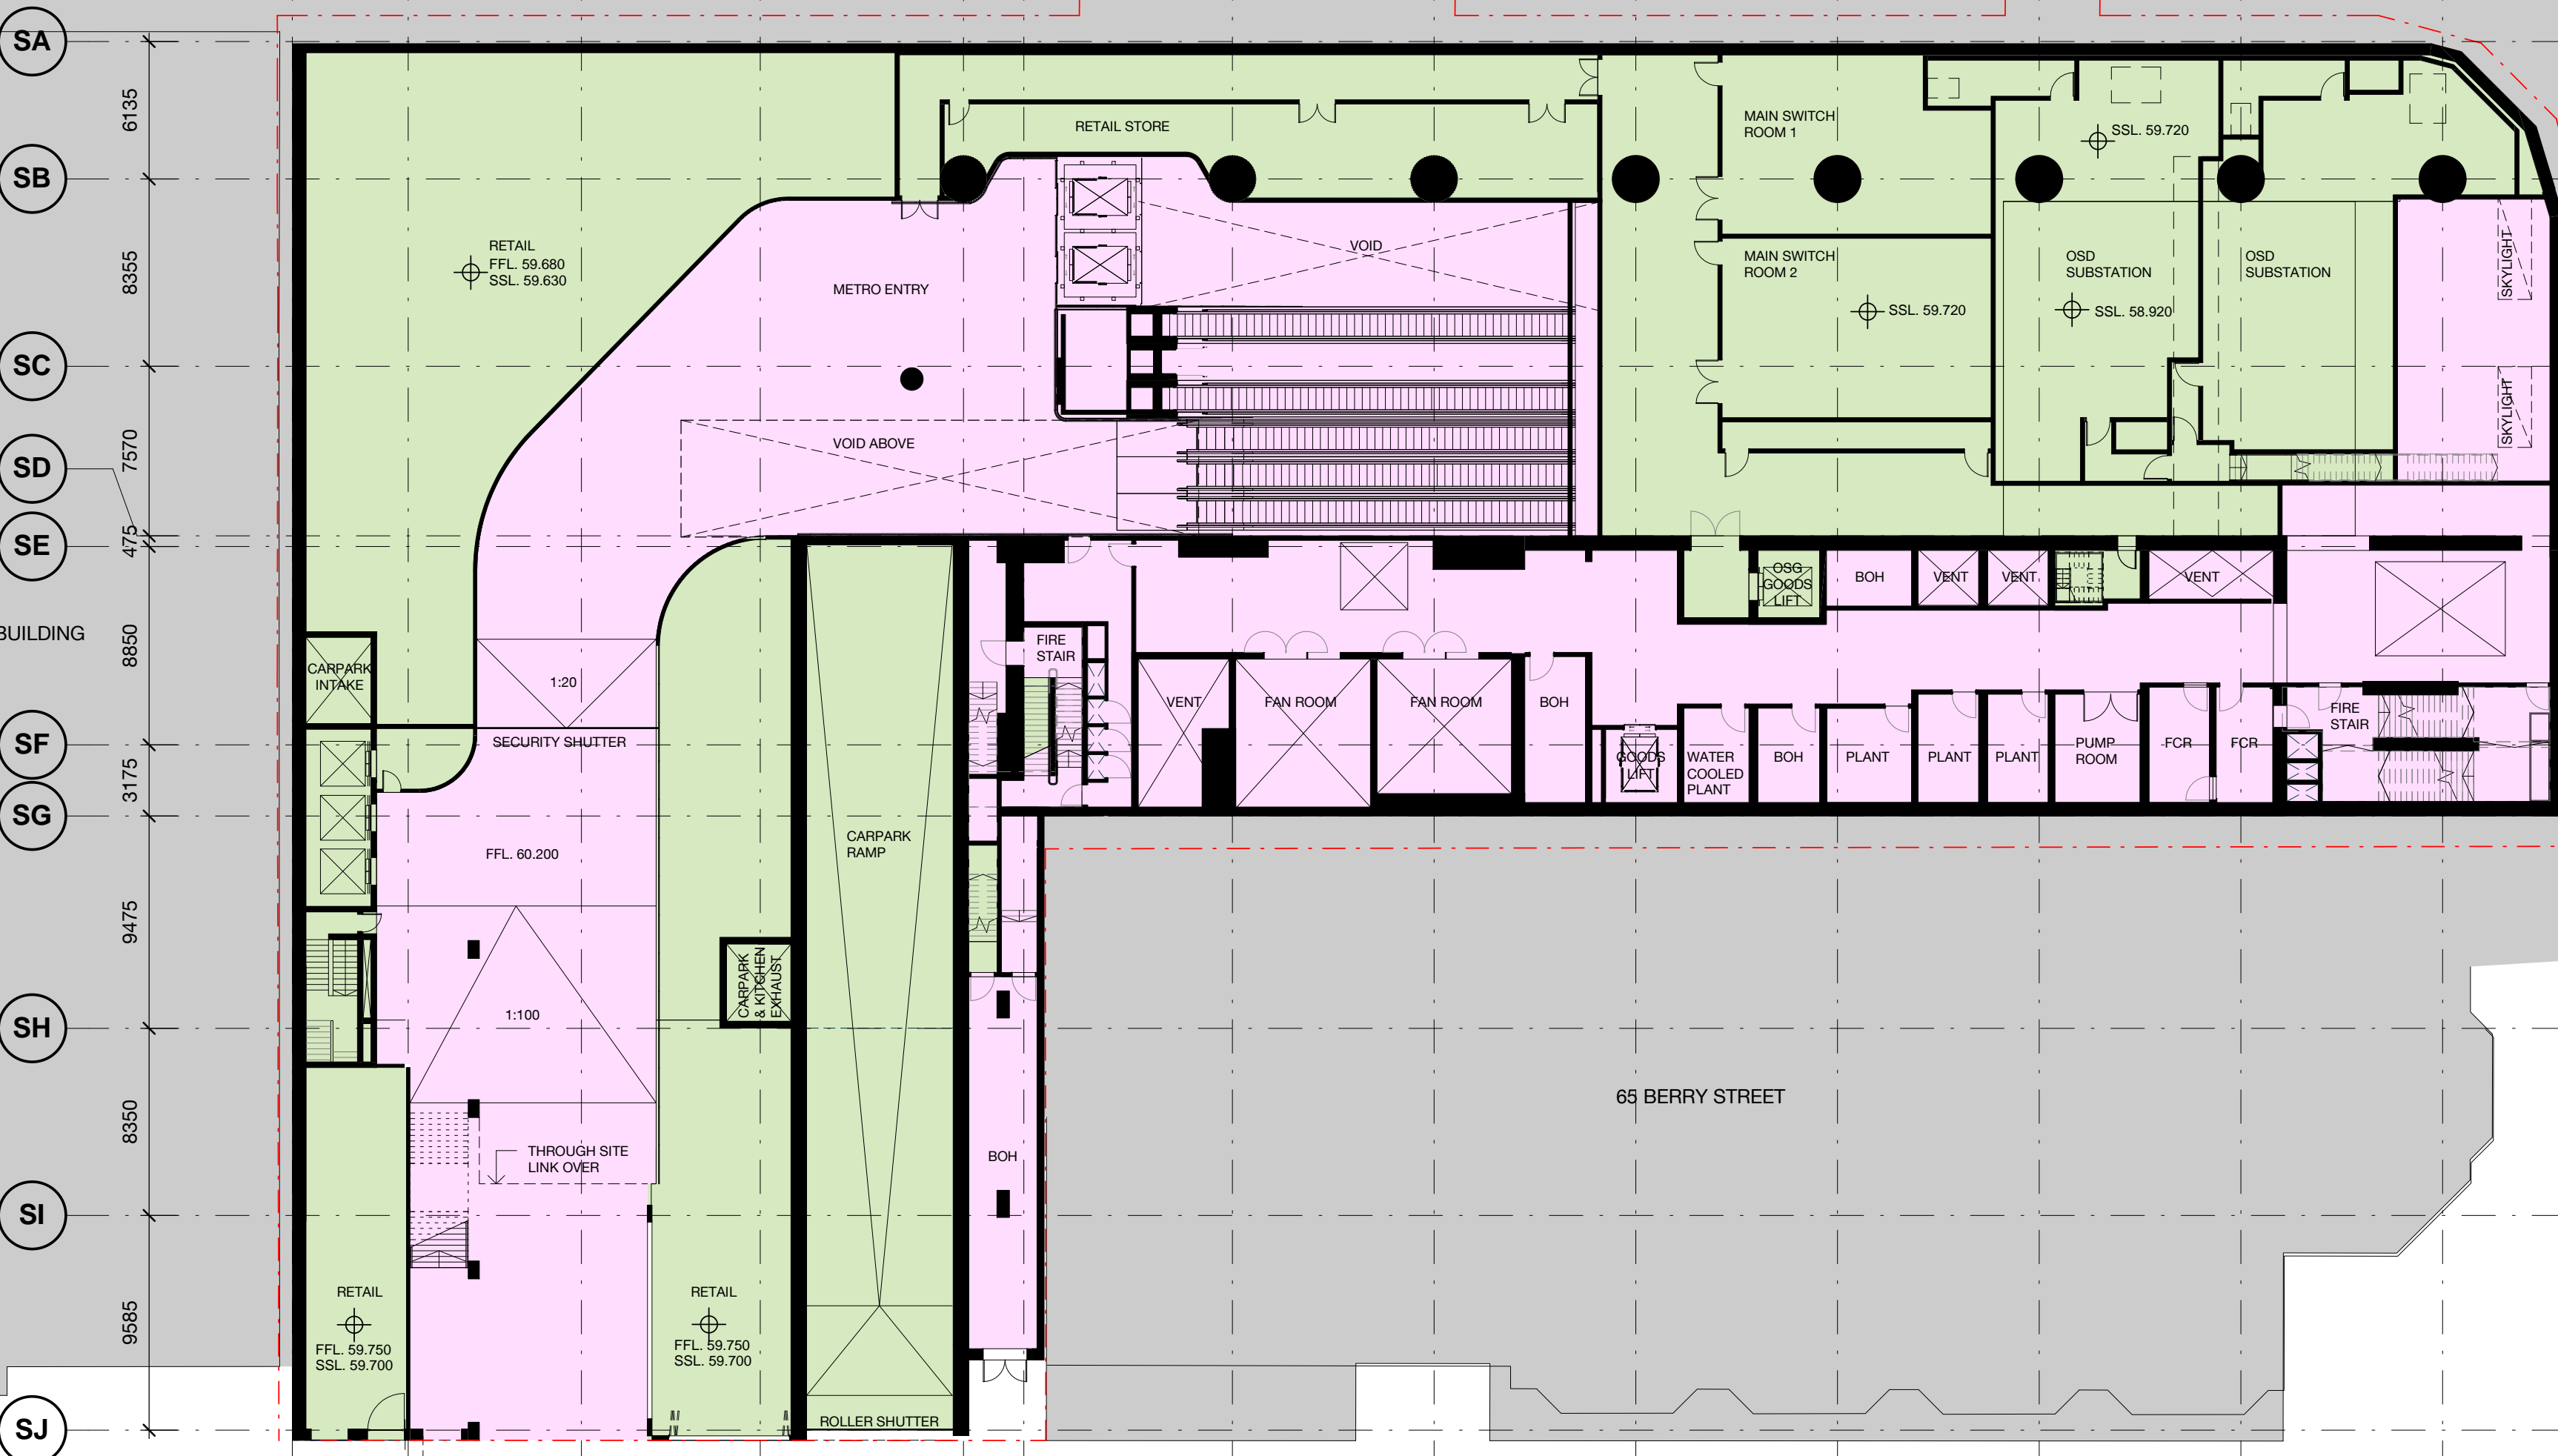 SA
6135
SB
8355
SC
7570
SD
475
SE
8850
SF
3175
SG
9475
SH
8350
SI
9585
SJ
BUILDING
RETAIL
FFL. 59.680
SSL. 59.630
RETAIL STORE
METRO ENTRY
VOID
VOID ABOVE
MAIN SWITCH
ROOM 1
MAIN SWITCH
ROOM 2
SSL. 59.720
SSL. 59.720
OSD
SUBSTATION
SSL. 58.920
OSD
SUBSTATION
SKYLIGHT
SKYLIGHT
CARPARK
INTAKE
1:20
SECURITY SHUTTER
FFL. 60.200
1:100
THROUGH SITE
LINK OVER
CARPARK
& KITCHEN
EXHAUST
CARPARK
RAMP
RETAIL
FFL. 59.750
SSL. 59.700
RETAIL
FFL. 59.750
SSL. 59.700
ROLLER SHUTTER
BOH
FIRE
STAIR
VENT
FAN ROOM
FAN ROOM
BOH
GOODS
LIFT
OSG
GOODS
LIFT
BOH
VENT
VENT
VENT
WATER
COOLED
PLANT
BOH
PLANT
PLANT
PLANT
PUMP
ROOM
FCR
FCR
FIRE
STAIR
65 BERRY STREET